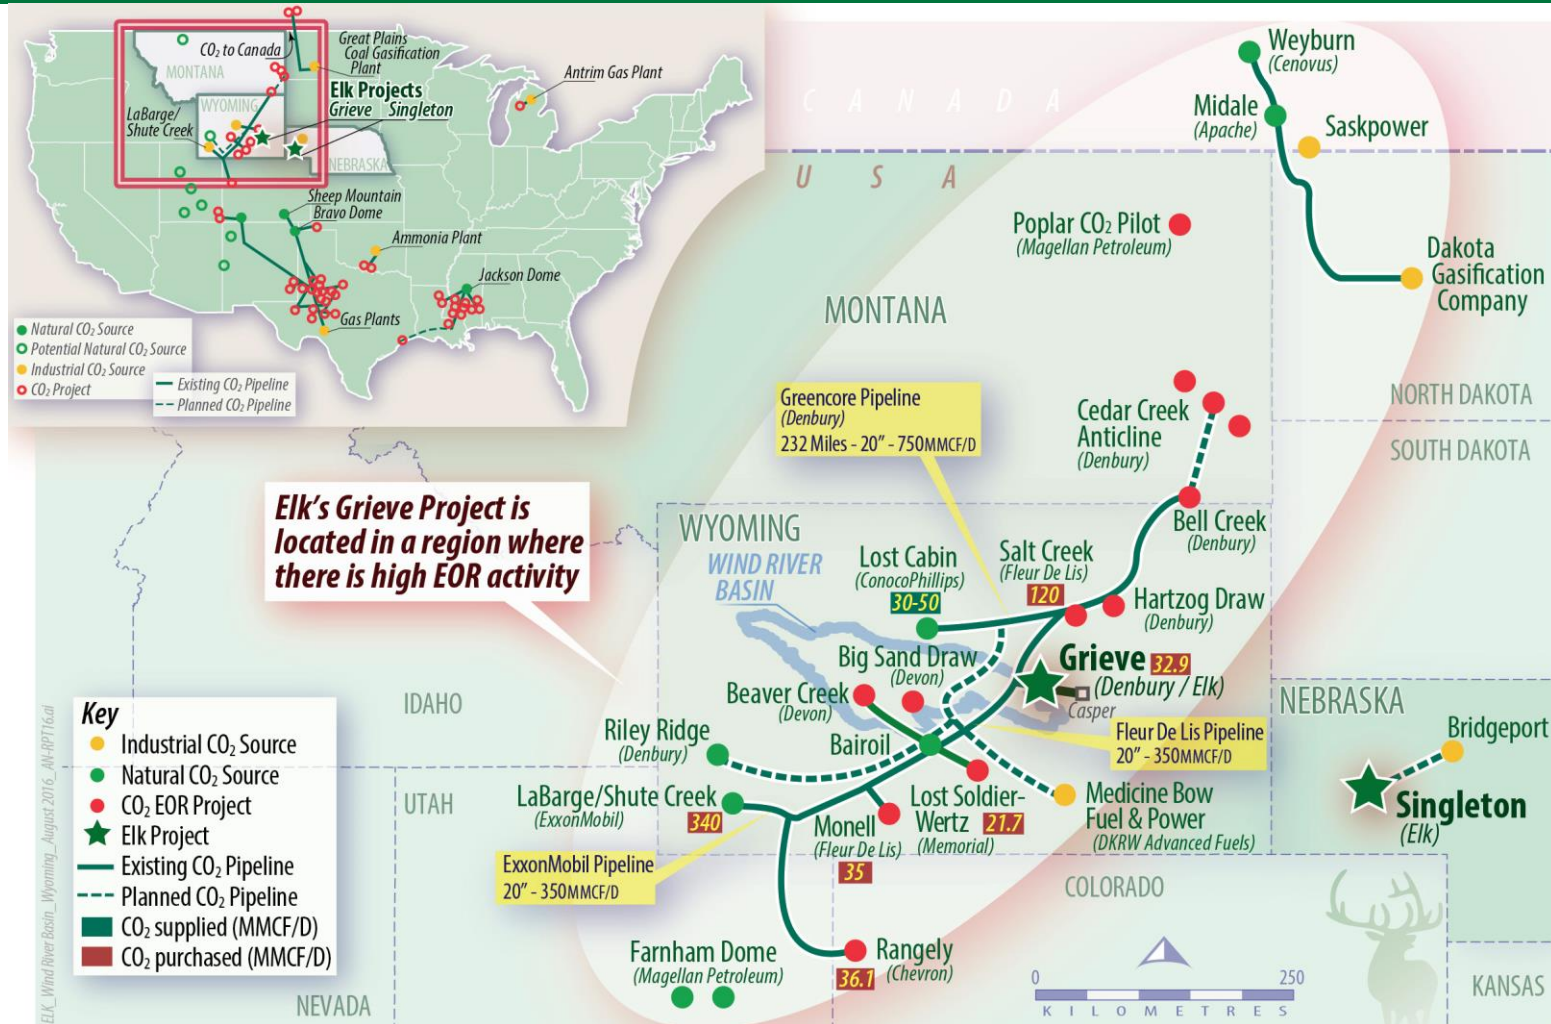 CO₂ to Canada
Great Plains
Coal Gasification
Plant
MONTANA
Elk Projects
Grieve Singleton
Antrim Gas Plant
WYOMING
LaBarge/
Shute Creek
NEBRASKA
Sheep Mountain
Bravo Dome
Ammonia Plant
Jackson Dome
Gas Plants
Natural CO₂ Source
Potential Natural CO₂ Source
Industrial CO₂ Source
CO₂ Project
Existing CO₂ Pipeline
Planned CO₂ Pipeline
CANADA
USA
Weyburn
(Cenovus)
Midale
(Apache)
Saskpower
Poplar CO₂ Pilot
(Magellan Petroleum)
Dakota
Gasification
Company
MONTANA
NORTH DAKOTA
SOUTH DAKOTA
Greencore Pipeline
(Denbury)
232 Miles - 20” - 750MMCF/D
Cedar Creek
Anticline
(Denbury)
Bell Creek
(Denbury)
Elk’s Grieve Project is
located in a region where
there is high EOR activity
WYOMING
WIND RIVER
BASIN
Lost Cabin
(ConocoPhillips)
30-50
Salt Creek
(Fleur De Lis)
120
Hartzog Draw
(Denbury)
Big Sand Draw
(Devon)
Grieve 32.9
(Denbury / Elk)
Casper
Beaver Creek
(Devon)
Riley Ridge
(Denbury)
Bairoil
Fleur De Lis Pipeline
20” - 350MMCF/D
IDAHO
NEBRASKA
Bridgeport
Singleton
(Elk)
UTAH
LaBarge/Shute Creek
(ExxonMobil)
340
Monell
(Fleur De Lis)
35
Lost Soldier-
Wertz 21.7
(Memorial)
Medicine Bow
Fuel & Power
(DKRW Advanced Fuels)
ExxonMobil Pipeline
20” - 350MMCF/D
COLORADO
Farnham Dome
(Magellan Petroleum)
Rangely
(Chevron)
36.1
NEVADA
KANSAS
0 250
KILOMETRES
Key
Industrial CO₂ Source
Natural CO₂ Source
CO₂ EOR Project
Elk Project
Existing CO₂ Pipeline
Planned CO₂ Pipeline
CO₂ supplied (MMCF/D)
CO₂ purchased (MMCF/D)
ELK_Wind River Basin_Wyoming_August 2016_AN-RPT16.ai